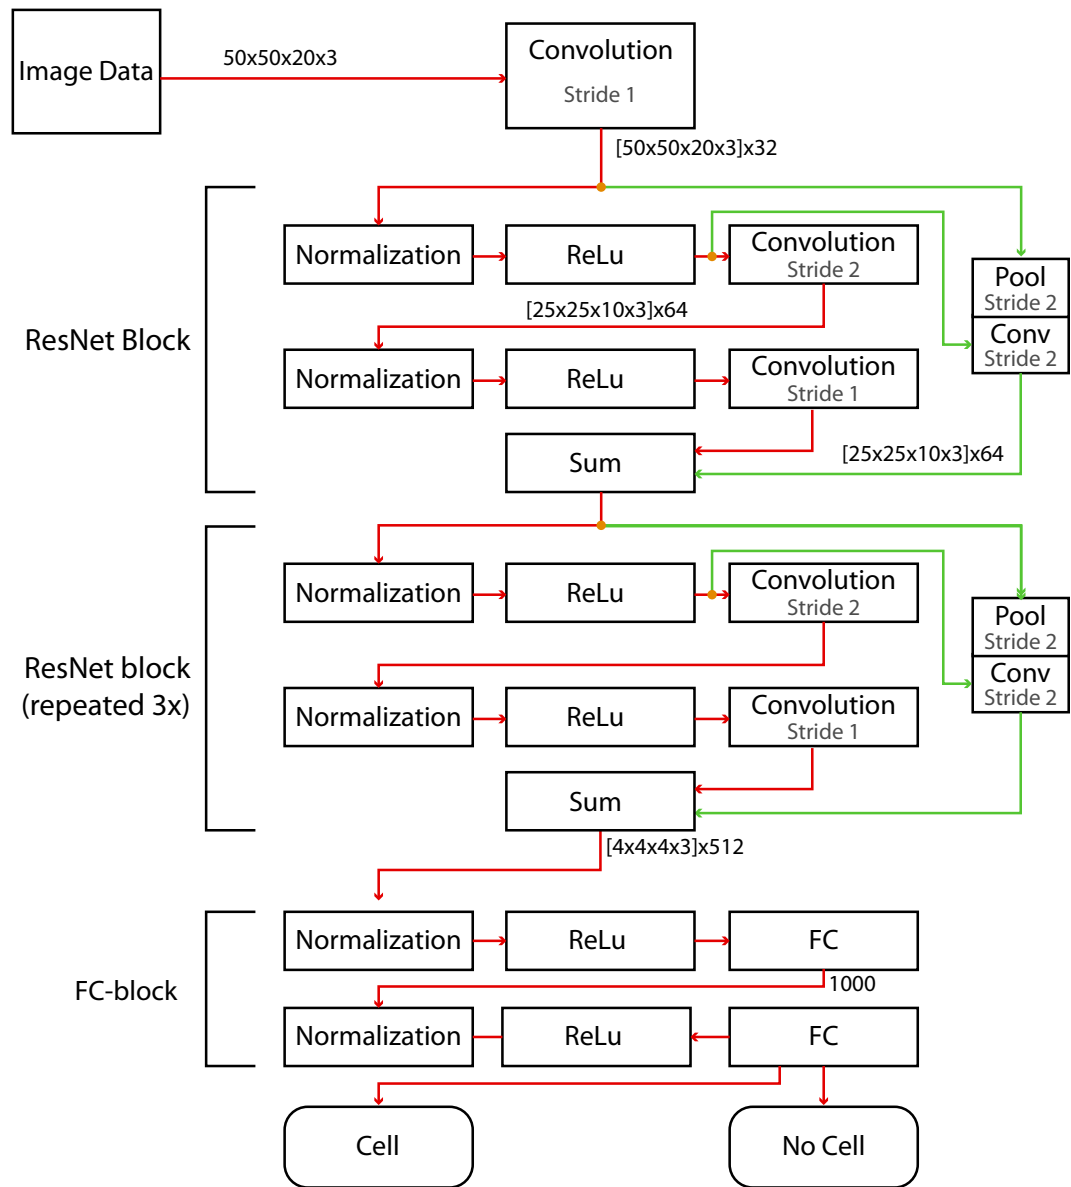 Image Data
50x50x20x3
Convolution
Stride 1
[50x50x20x3]x32
ResNet Block
Normalization
ReLu
Convolution
Stride 2
Pool
Stride 2
Conv
Stride 2
[25x25x10x3]x64
Normalization
ReLu
Convolution
Stride 1
Sum
[25x25x10x3]x64
ResNet block
(repeated 3x)
Normalization
ReLu
Convolution
Stride 2
Pool
Stride 2
Conv
Stride 2
Normalization
ReLu
Convolution
Stride 1
Sum
[4x4x4x3]x512
FC-block
Normalization
ReLu
FC
1000
Normalization
ReLu
FC
Cell
No Cell